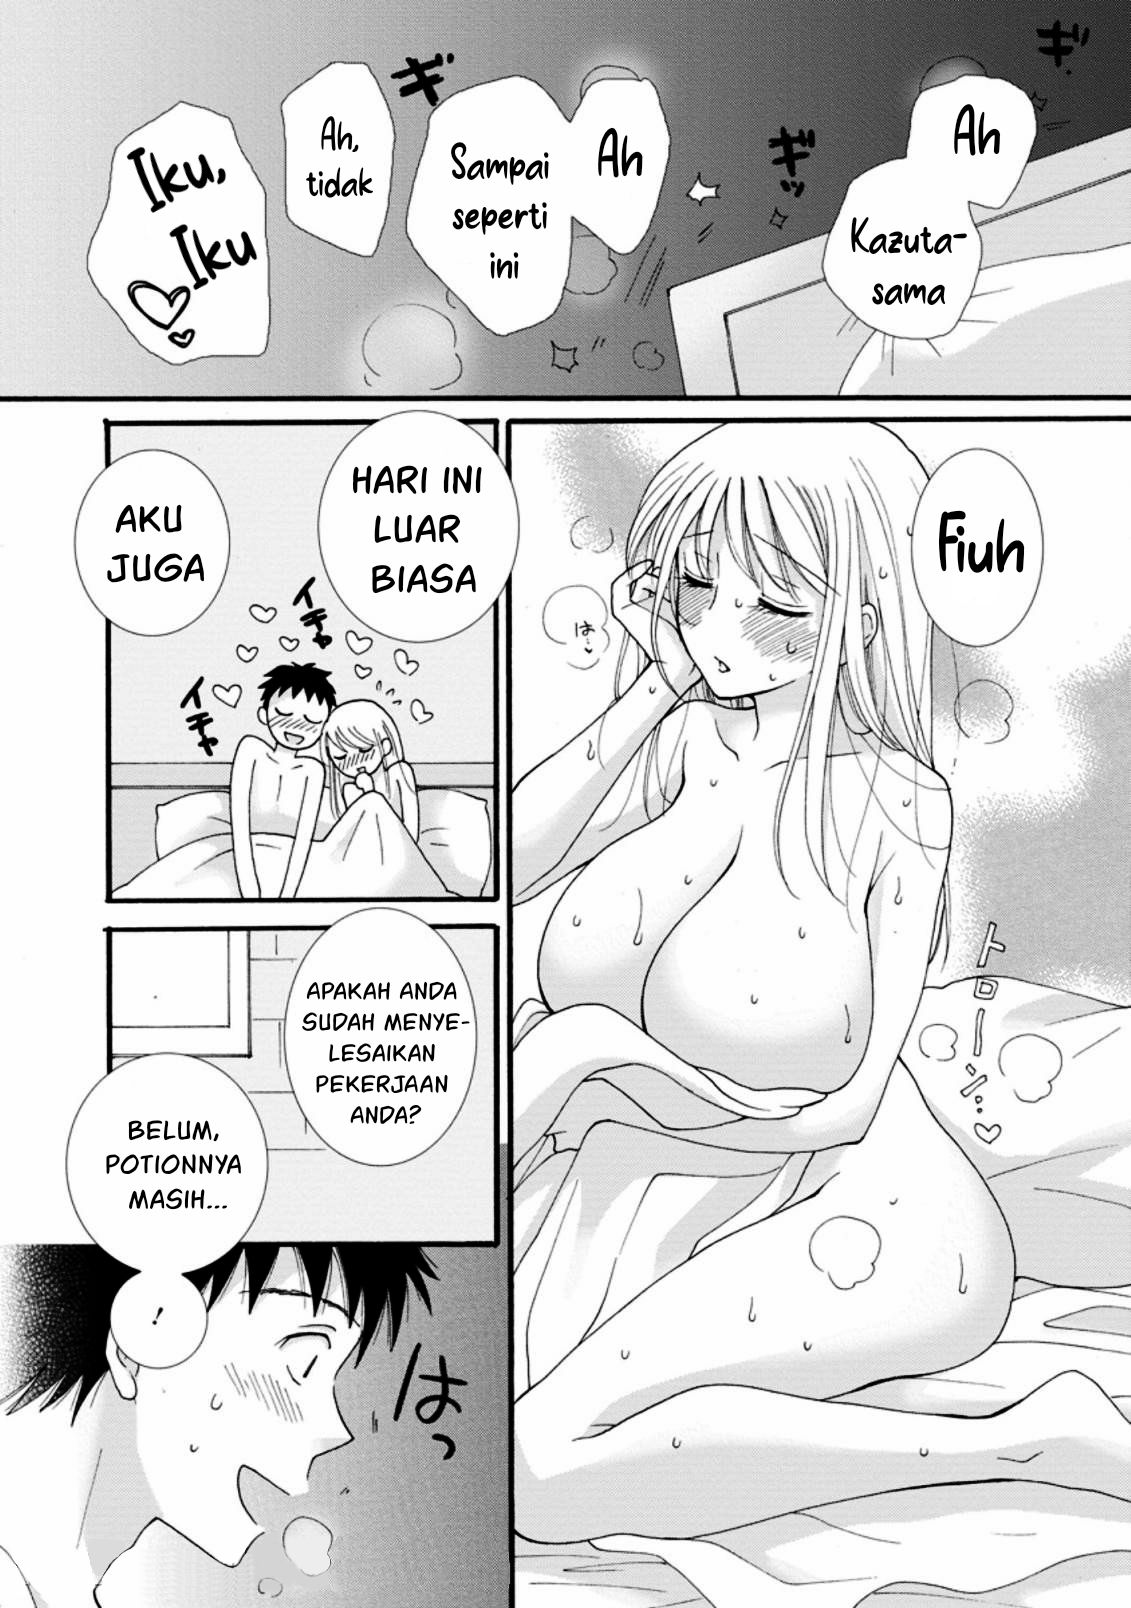 ギッ
Ah
Kazuta-
sama
ギッ
Ah
Sampai
seperti
ini
ギッ
Ah,
tidak
Iku,
Iku
Fiuh
は…
トローン…
HARI INI
LUAR
BIASA
AKU
JUGA
イチャ
イチャ
APAKAH ANDA
SUDAH MENYE-
LESAIKAN
PEKERJAAN
ANDA?
BELUM,
POTIONNYA
MASIH...
!
はっ